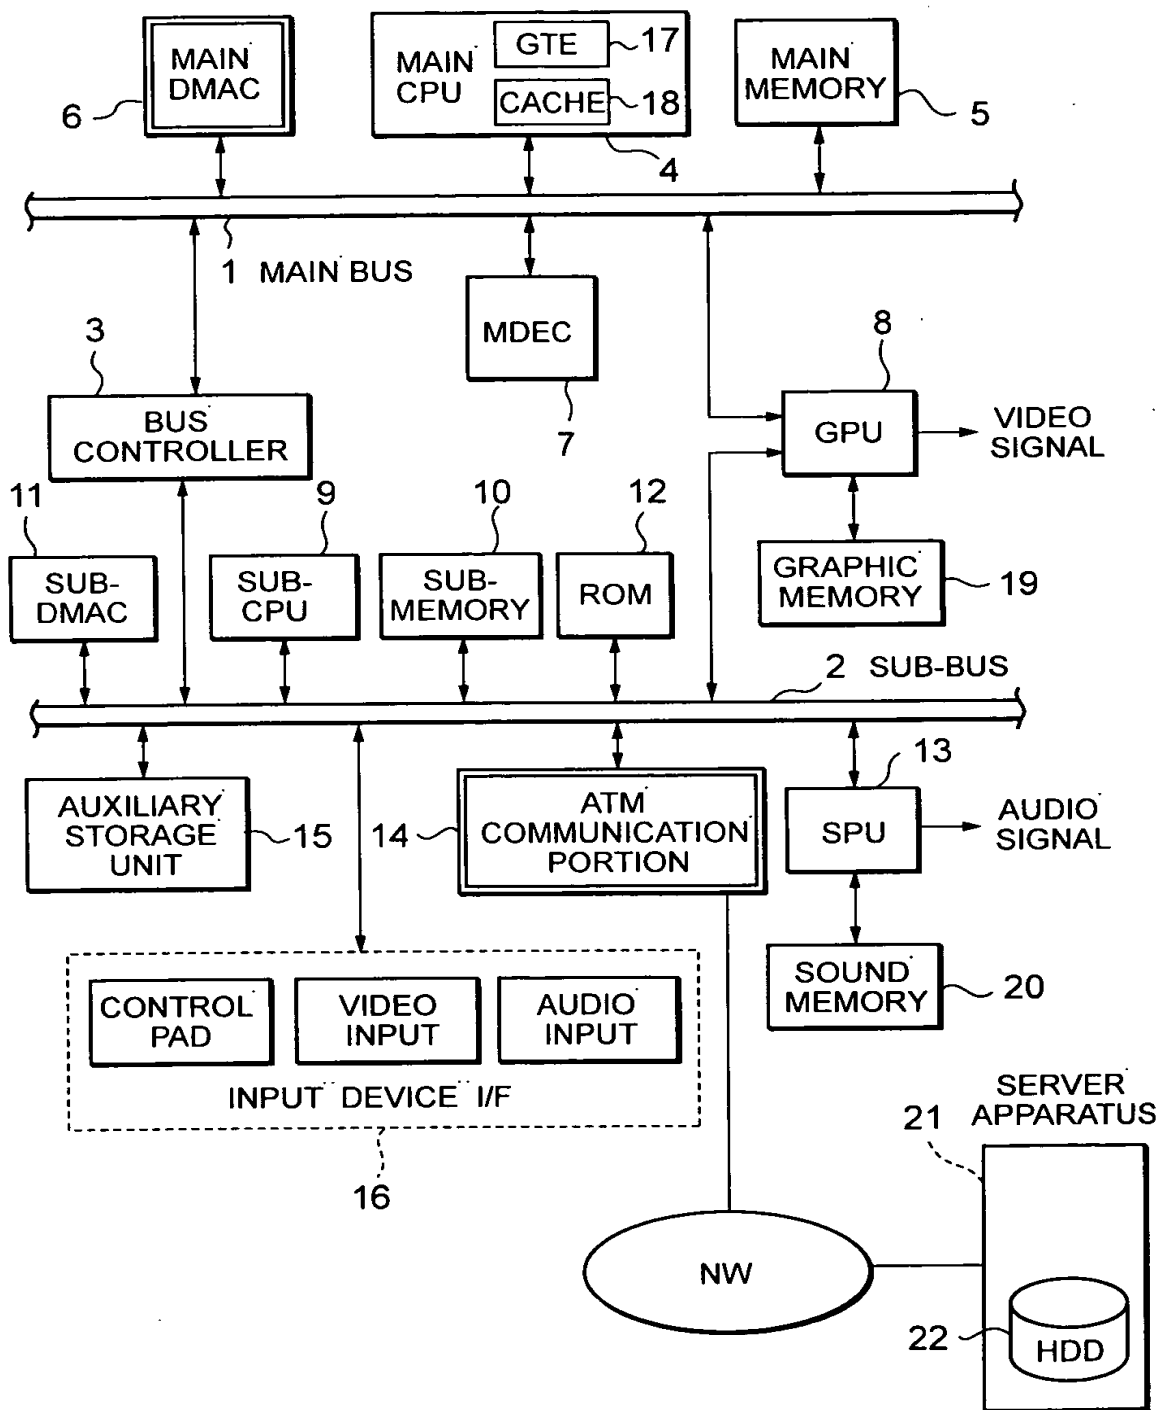 MAIN
DMAC
6
MAIN
CPU
GTE
17
CACHE
18
4
MAIN
MEMORY
5
1 MAIN BUS
MDEC
7
3
BUS
CONTROLLER
8
GPU
VIDEO
SIGNAL
11
SUB-
DMAC
9
SUB-
CPU
10
SUB-
MEMORY
12
ROM
GRAPHIC
MEMORY
19
2 SUB-BUS
AUXILIARY
STORAGE
UNIT
15
14
ATM
COMMUNICATION
PORTION
13
SPU
AUDIO
SIGNAL
CONTROL
PAD
VIDEO
INPUT
AUDIO
INPUT
INPUT DEVICE I/F
16
SOUND
MEMORY
20
SERVER
APPARATUS
21
NW
22
HDD